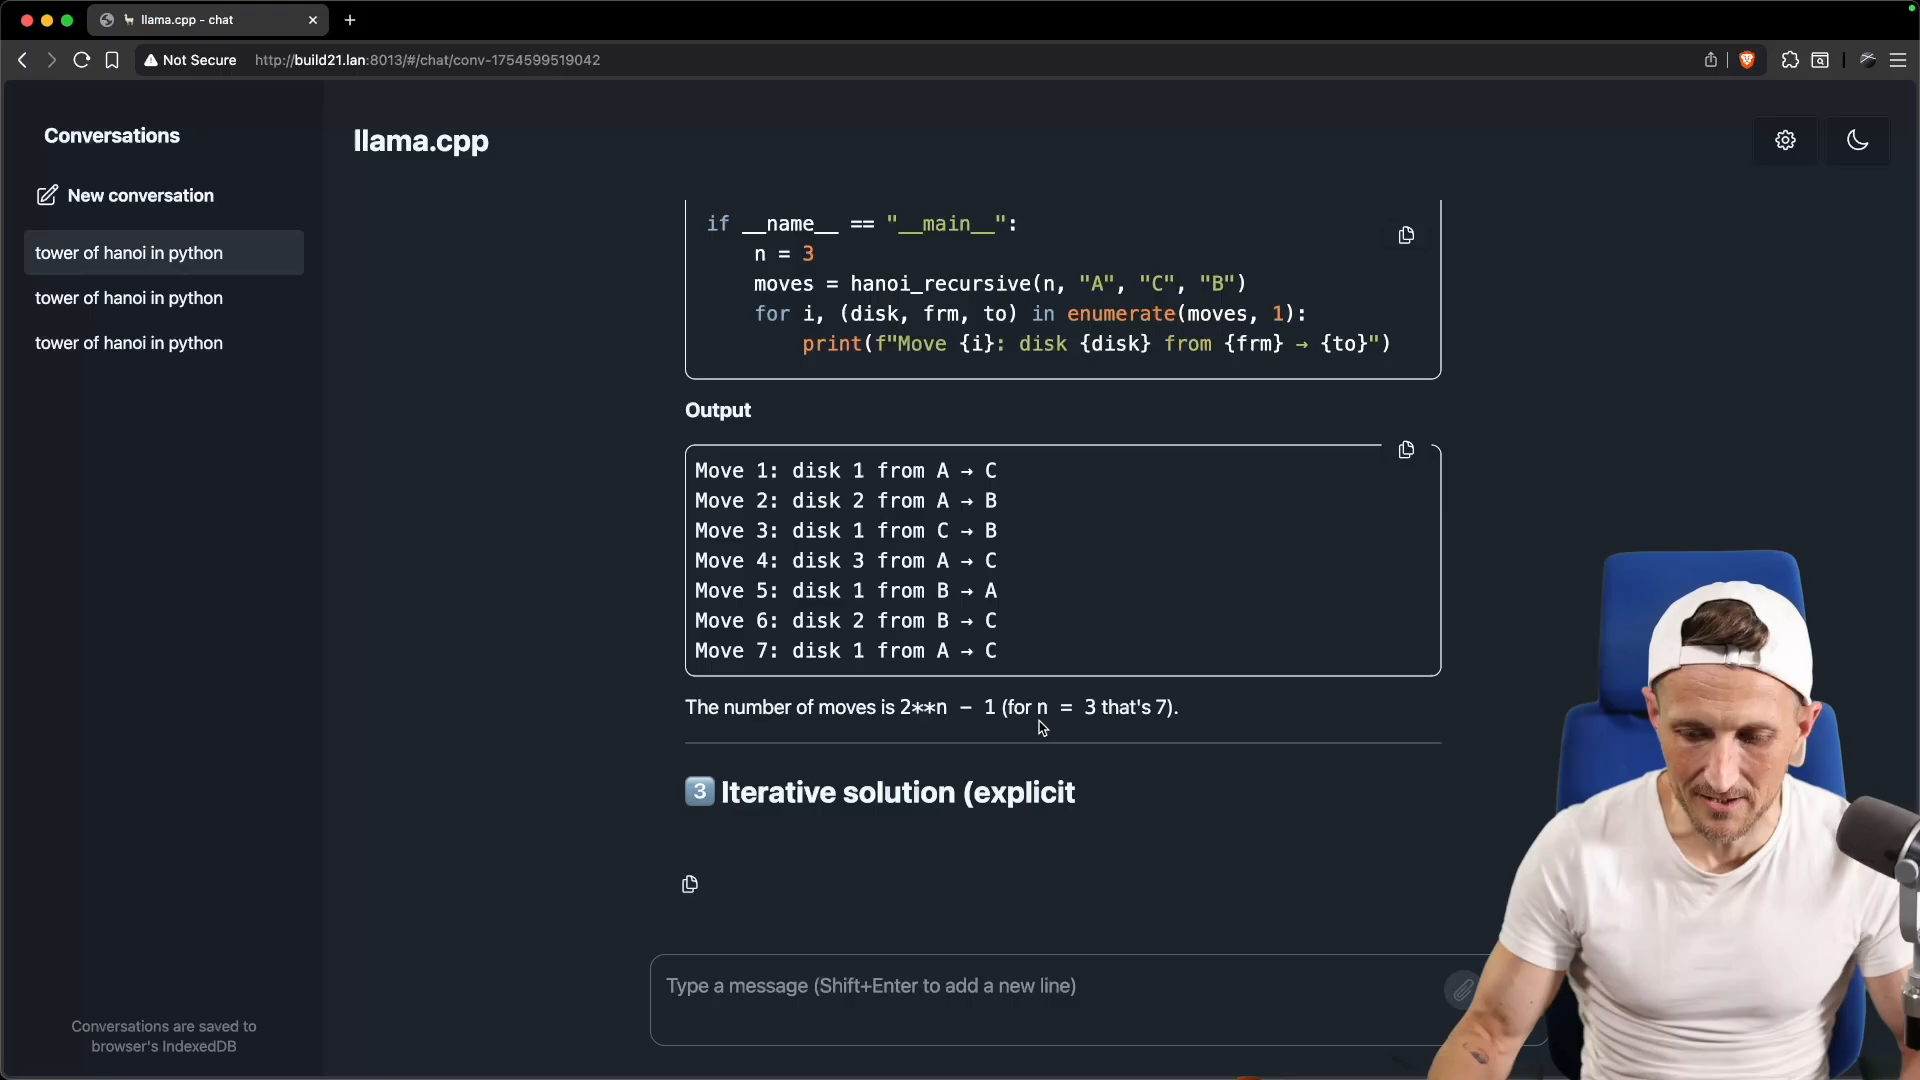 llama.cpp - chat
Not Secure
http://build21.lan:8013/#/chat/conv-1754599519042
Conversations
New conversation
tower of hanoi in python
tower of hanoi in python
tower of hanoi in python
Conversations are saved to
browser's IndexedDB
llama.cpp
if __name__ == "__main__":
n = 3
moves = hanoi_recursive(n, "A", "C", "B")
for i, (disk, frm, to) in enumerate(moves, 1):
print(f"Move {i}: disk {disk} from {frm} → {to}")
Output
Move 1: disk 1 from A → C
Move 2: disk 2 from A → B
Move 3: disk 1 from C → B
Move 4: disk 3 from A → C
Move 5: disk 1 from B → A
Move 6: disk 2 from B → C
Move 7: disk 1 from A → C
The number of moves is 2**n − 1 (for n = 3 that's 7).
3 Iterative solution (explicit
Type a message (Shift+Enter to add a new line)